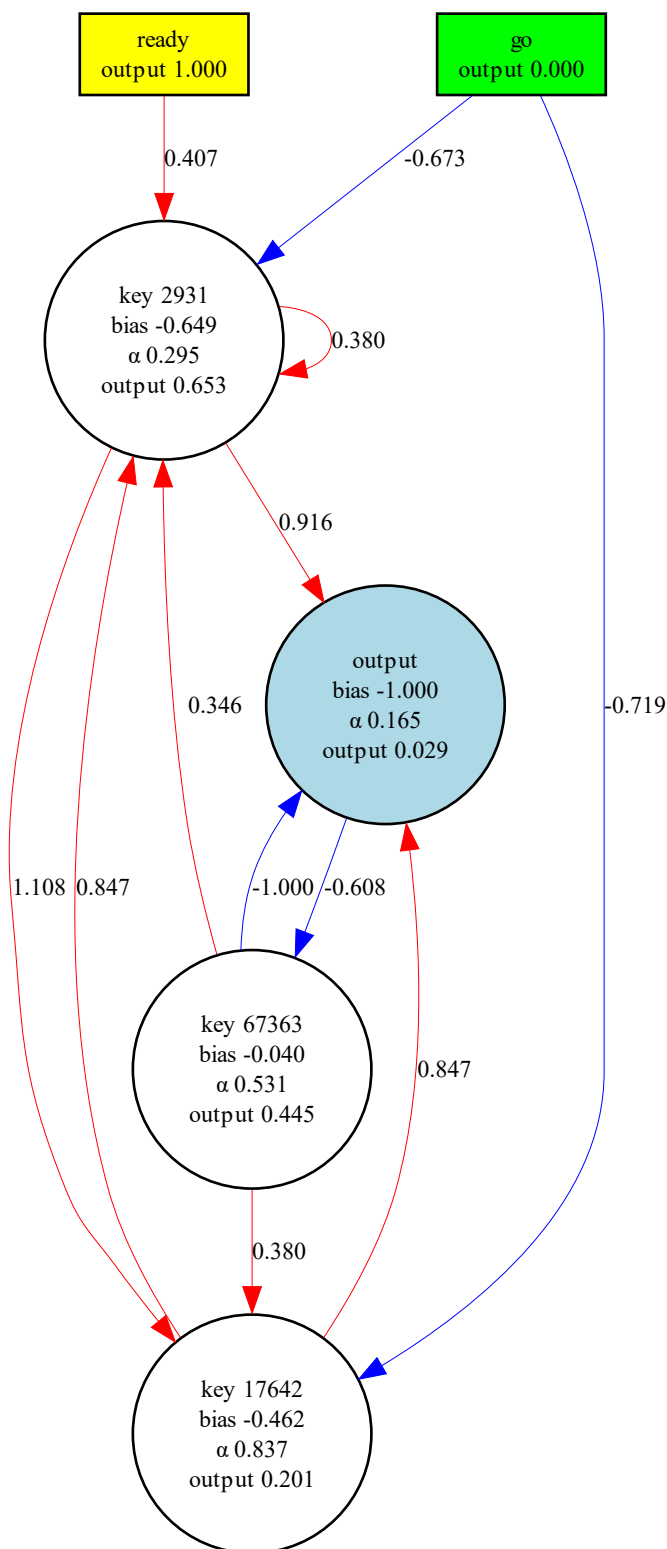 ready
output 1.000
go
output 0.000
0.407
-0.673
key 2931
bias -0.649
α 0.295
output 0.653
0.380
0.916
output
bias -1.000
α 0.165
output 0.029
0.346
-0.719
1.108
0.847
-1.000
-0.608
key 67363
bias -0.040
α 0.531
output 0.445
0.847
0.380
key 17642
bias -0.462
α 0.837
output 0.201